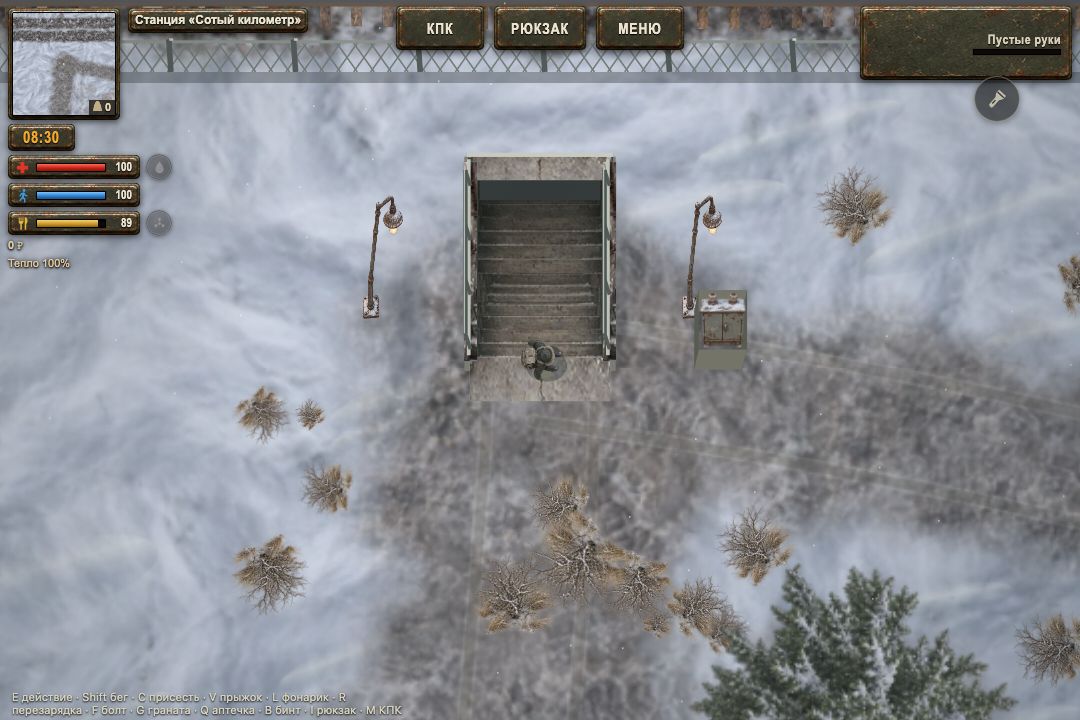 Станция «Сотый километр»
КПК
РЮКЗАК
МЕНЮ
Пустые руки
0
08:30
100
100
89
0 ₽
Тепло 100%
E действие · Shift бег · C присесть · V прыжок · L фонарик · R
перезарядка · F болт · G граната · Q аптечка · B бинт · I рюкзак · M КПК